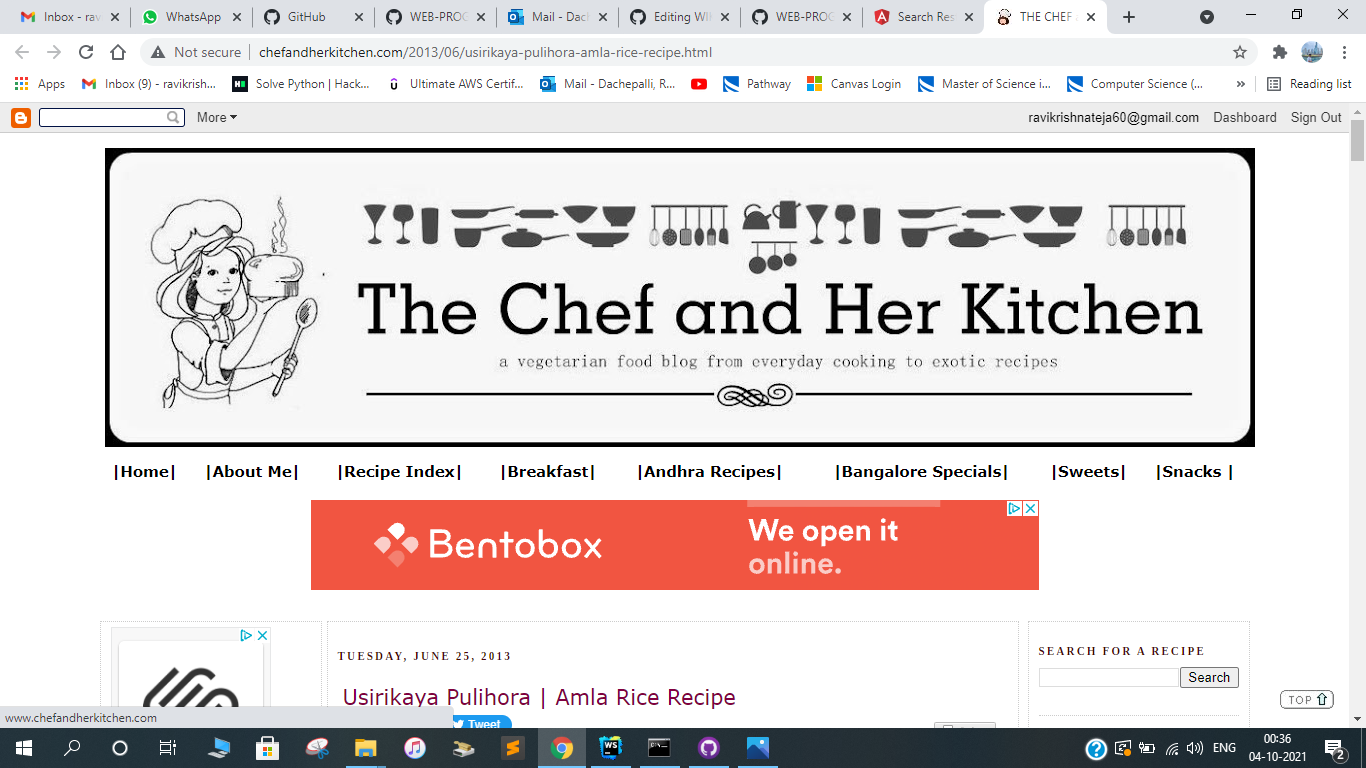 Inbox - rav
WhatsApp
GitHub
WEB-PROG
Mail - Dach
Editing WI
WEB-PROG
Search Res
THE CHEF
Not secure | chefandherkitchen.com/2013/06/usirikaya-pulihora-amla-rice-recipe.html
Apps
Inbox (9) - ravikrish...
Solve Python | Hack...
Ultimate AWS Certif...
Mail - Dachepalli, R...
Pathway
Canvas Login
Master of Science i...
Computer Science (...
»
Reading list
More
ravikrishnateja60@gmail.com
Dashboard
Sign Out
The Chef and Her Kitchen
a vegetarian food blog from everyday cooking to exotic recipes
|Home| |About Me| |Recipe Index| |Breakfast| |Andhra Recipes| |Bangalore Specials| |Sweets| |Snacks |
Bentobox
We open it
online.
TUESDAY, JUNE 25, 2013
Usirikaya Pulihora | Amla Rice Recipe
Tweet
SEARCH FOR A RECIPE
Search
TOP
www.chefandherkitchen.com
WS
ENG
00:36
04-10-2021
2